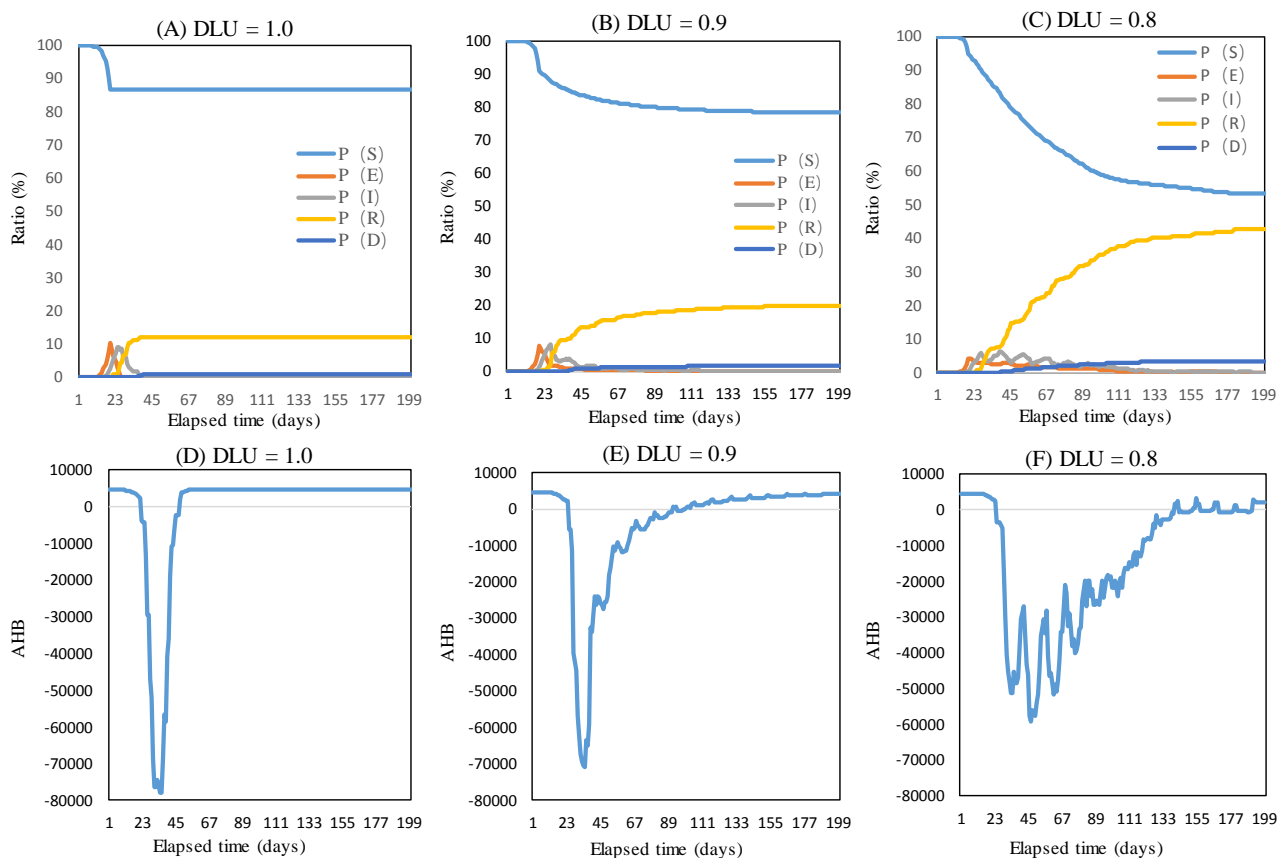 (A) DLU = 1.0
100
90
80
70
60
50
40
30
20
10
0
Ratio (%)
P (S)
P (E)
P (I)
P (R)
P (D)
1 23 45 67 89 111 133 155 177 199
Elapsed time (days)
(B) DLU = 0.9
100
90
80
70
60
50
40
30
20
10
0
Ratio (%)
P (S)
P (E)
P (I)
P (R)
P (D)
1 23 45 67 89 111 133 155 177 199
Elapsed time (days)
(C) DLU = 0.8
100
90
80
70
60
50
40
30
20
10
0
Ratio (%)
P (S)
P (E)
P (I)
P (R)
P (D)
1 23 45 67 89 111 133 155 177 199
Elapsed time (days)
(D) DLU = 1.0
10000
0
-10000
-20000
-30000
-40000
-50000
-60000
-70000
-80000
AHB
1 23 45 67 89 111 133 155 177 199
Elapsed time (days)
(E) DLU = 0.9
10000
0
-10000
-20000
-30000
-40000
-50000
-60000
-70000
-80000
AHB
1 23 45 67 89 111 133 155 177 199
Elapsed time (days)
(F) DLU = 0.8
10000
0
-10000
-20000
-30000
-40000
-50000
-60000
-70000
-80000
AHB
1 23 45 67 89 111 133 155 177 199
Elapsed time (days)